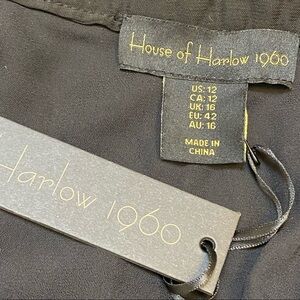 House of Harlow 1960
US: 12
CA: 12
UK: 16
EU: 42
AU: 16
MADE IN
CHINA
Harlow 1960